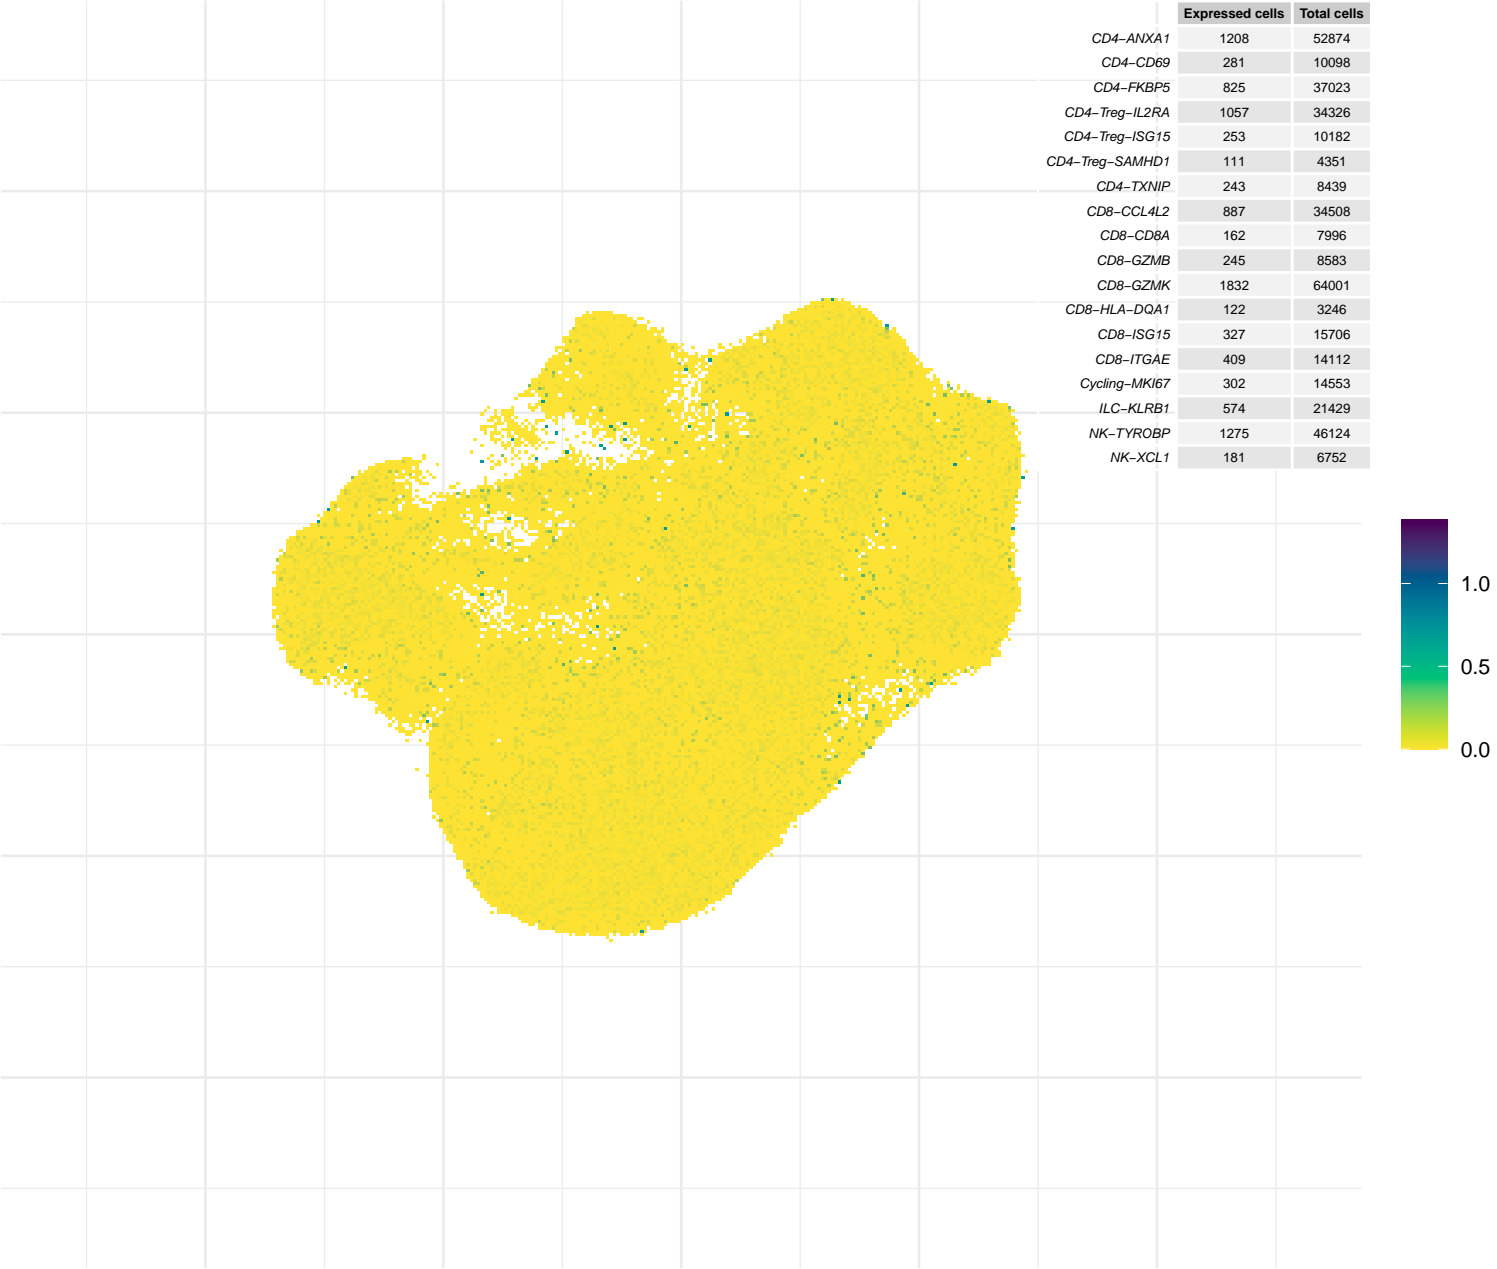 Expressed cells Total cells
CD4−ANXA1 1208 52874
CD4−CD69 281 10098
CD4−FKBP5 825 37023
CD4−Treg−IL2RA 1057 34326
CD4−Treg−ISG15 253 10182
CD4−Treg−SAMHD1 111 4351
CD4−TXNIP 243 8439
CD8−CCL4L2 887 34508
CD8−CD8A 162 7996
CD8−GZMB 245 8583
CD8−GZMK 1832 64001
CD8−HLA−DQA1 122 3246
CD8−ISG15 327 15706
CD8−ITGAE 409 14112
Cycling−MKI67 302 14553
ILC−KLRB1 574 21429
NK−TYROBP 1275 46124
NK−XCL1 181 6752
1.0
0.5
0.0